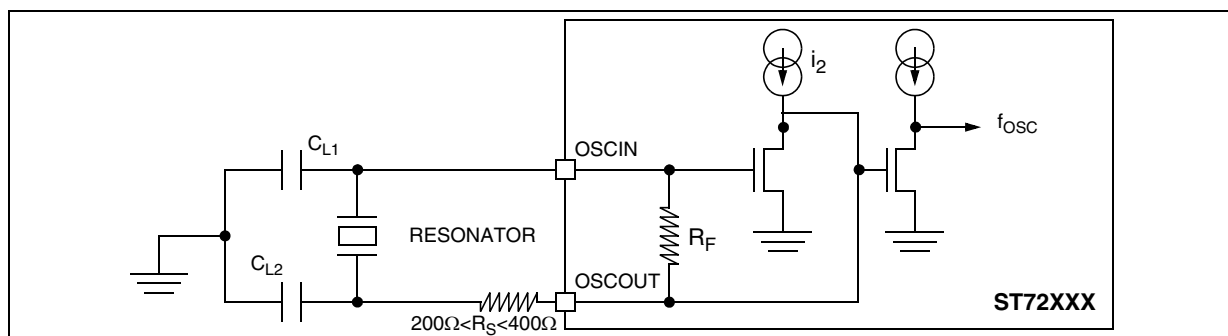 i2
fOSC
CL1
OSCIN
RESONATOR
RF
CL2
OSCOUT
200Ω<RS<400Ω
ST72XXX